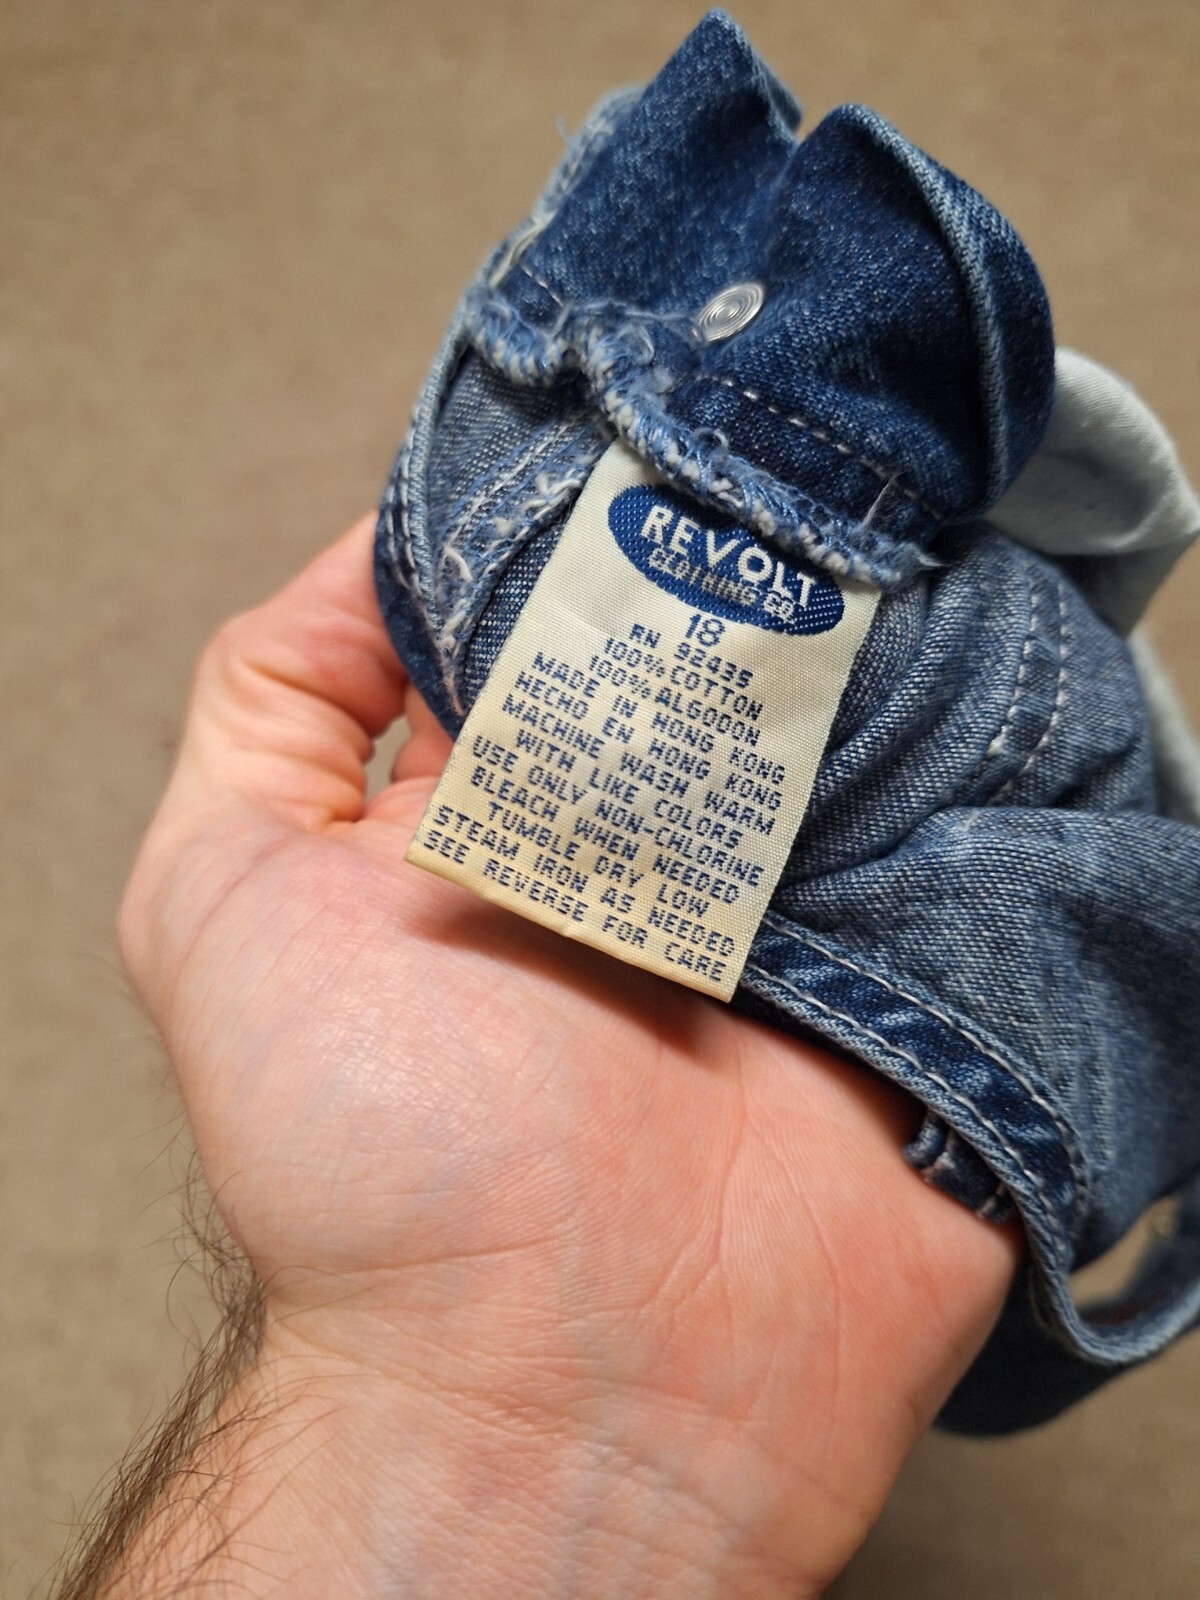 REVOLT
CLOTHING CO.
18
RN 92435
100% COTTON
100% ALGODON
MADE IN HONG KONG
HECHO EN HONG KONG
MACHINE WASH WARM
WITH LIKE COLORS
USE ONLY NON-CHLORINE
BLEACH WHEN NEEDED
TUMBLE DRY LOW
STEAM IRON AS NEEDED
SEE REVERSE FOR CARE